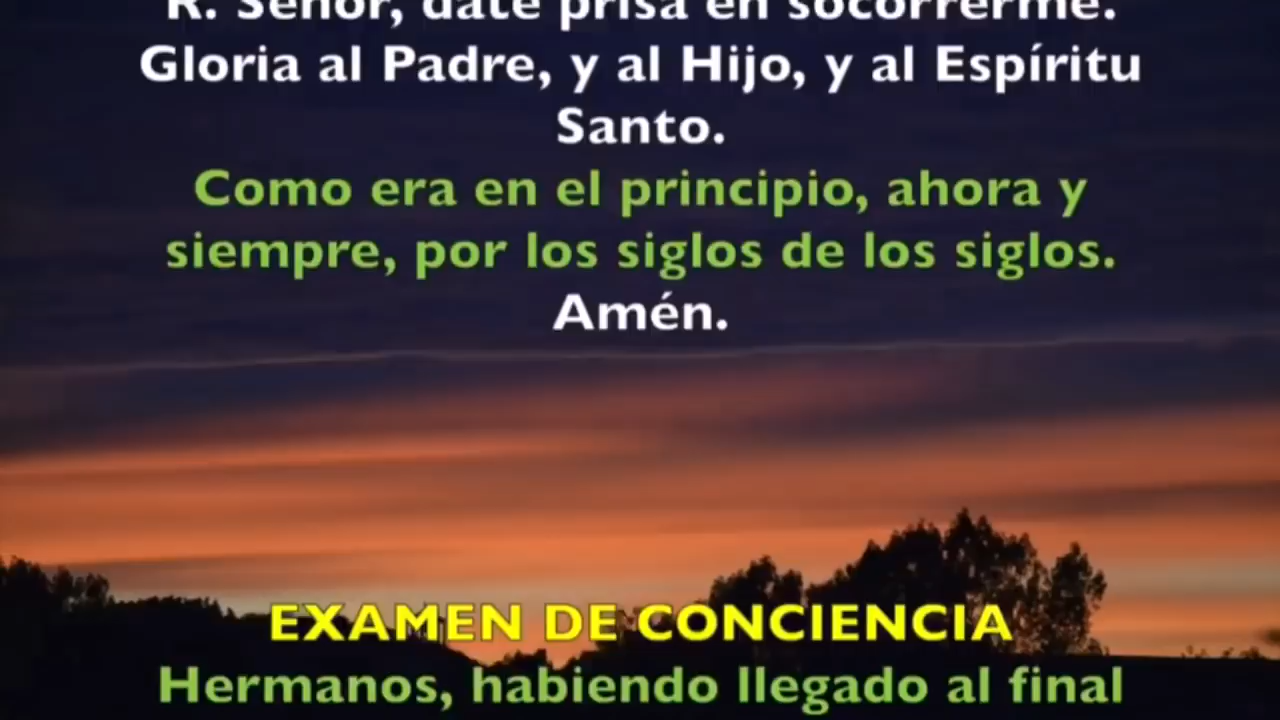 R. Señor, date prisa en socorrerme.
Gloria al Padre, y al Hijo, y al Espíritu
Santo.
Como era en el principio, ahora y
siempre, por los siglos de los siglos.
Amén.
EXAMEN DE CONCIENCIA
Hermanos, habiendo llegado al final